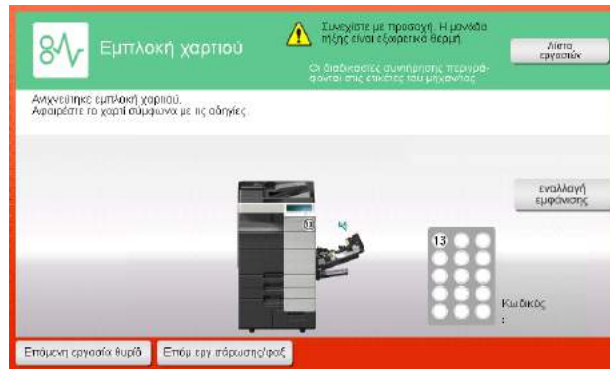 Εμπλοκή χαρτιού
Συνεχίστε με προσοχή. Η μονάδα
τήξης είναι εξαιρετικά θερμή.
Οι διαδικασίες συντήρησης περιγρά-
φονται στις ετικέτες του μηχανήτος
Λίστα
εργασιών
Ανιχνεύτηκε εμπλοκή χαρτιού.
Αφαιρέστε το χαρτί σύμφωνα με τις οδηγίες.
εναλλαγή
εμφάνισης
13
13
Κωδικός
:
Επόμενη εργασία θυρίδ
Επόμ εργ σάρωσης/φαξ